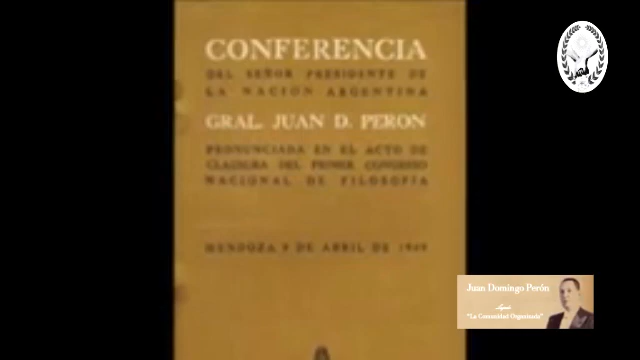 CONFERENCIA
DEL SEÑOR PRESIDENTE DE
LA NACION ARGENTINA
GRAL. JUAN D. PERON
PRONUNCIADA EN EL ACTO DE
CLAUSURA DEL PRIMER CONGRESO
NACIONAL DE FILOSOFIA
MENDOZA 9 DE ABRIL DE 1949
Juan Domingo Perón
"La Comunidad Organizada"